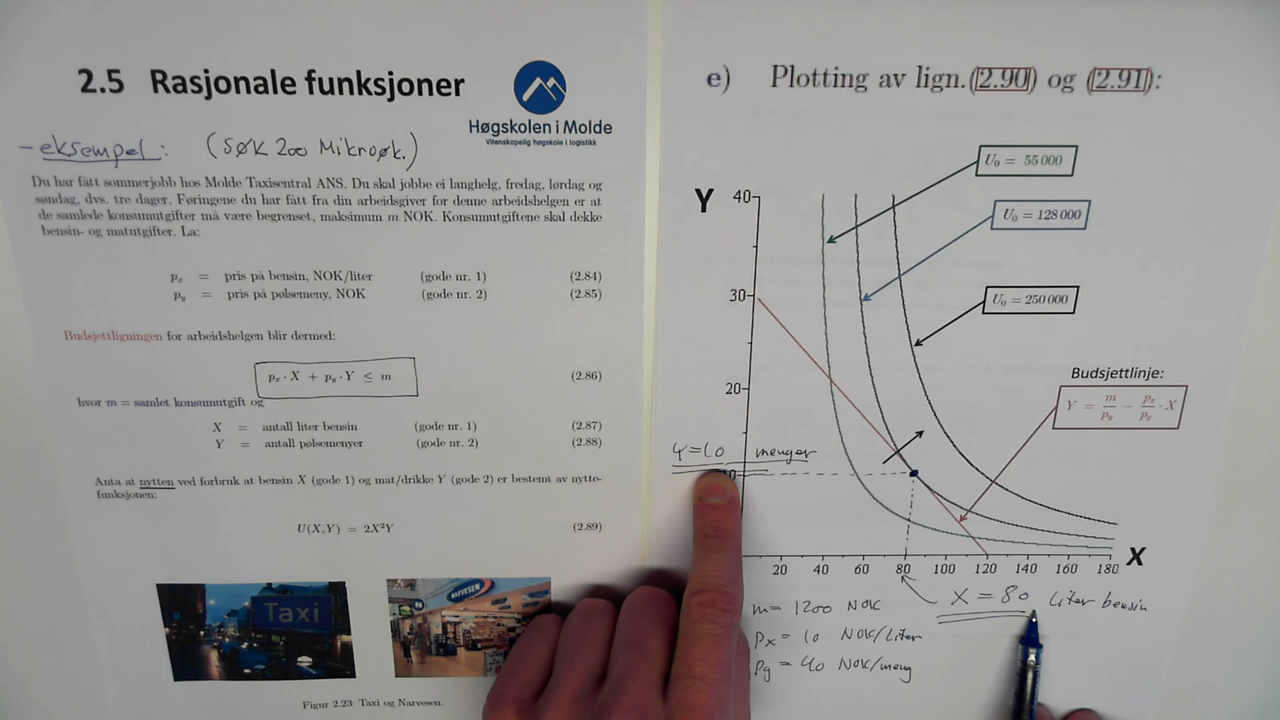 2.5 Rasjonale funksjoner
Høgskolen i Molde
Vitenskapelig høgskole i logistikk
- eksempel: (SØK 200 Mikroøk.)
Du har fått sommerjobb hos Molde Taxisentral ANS. Du skal jobbe ei langhelg, fredag, lørdag og
søndag, dvs. tre dager. Føringene du har fått fra din arbeidsgiver for denne arbeidshelgen er at
de samlede konsumutgifter må være begrenset, maksimum m NOK. Konsumutgiftene skal dekke
bensin- og matutgifter. La:
px = pris på bensin, NOK/liter (gode nr. 1) (2.84)
py = pris på pølsemeny, NOK (gode nr. 2) (2.85)
Budsjettligningen for arbeidshelgen blir dermed:
px · X + py · Y ≤ m (2.86)
hvor m = samlet konsumutgift og
X = antall liter bensin (gode nr. 1) (2.87)
Y = antall pølsemenyer (gode nr. 2) (2.88)
Anta at nytten ved forbruk at bensin X (gode 1) og mat/drikke Y (gode 2) er bestemt av nytte-
funksjonen:
U(X,Y) = 2X²Y (2.89)
Taxi
NARVESEN
Figur 2.23: Taxi og Narvesen.
e) Plotting av lign.(2.90) og (2.91):
U₀ = 55 000
Y 40
U₀ = 128 000
30
U₀ = 250 000
Budsjettlinje:
20
Y = m/py − px/py · X
Y=10 menyer
X
20 40 60 80 100 120 140 160 180
X = 80 liter bensin
m = 1200 NOK
px = 10 NOK/liter
py = 40 NOK/meny